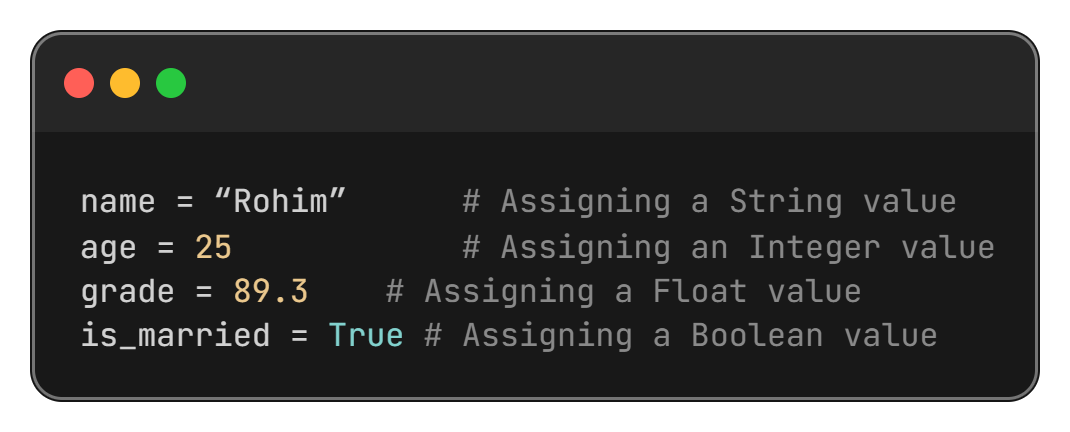 name = “Rohim”      # Assigning a String value
age = 25            # Assigning an Integer value
grade = 89.3    # Assigning a Float value
is_married = True # Assigning a Boolean value